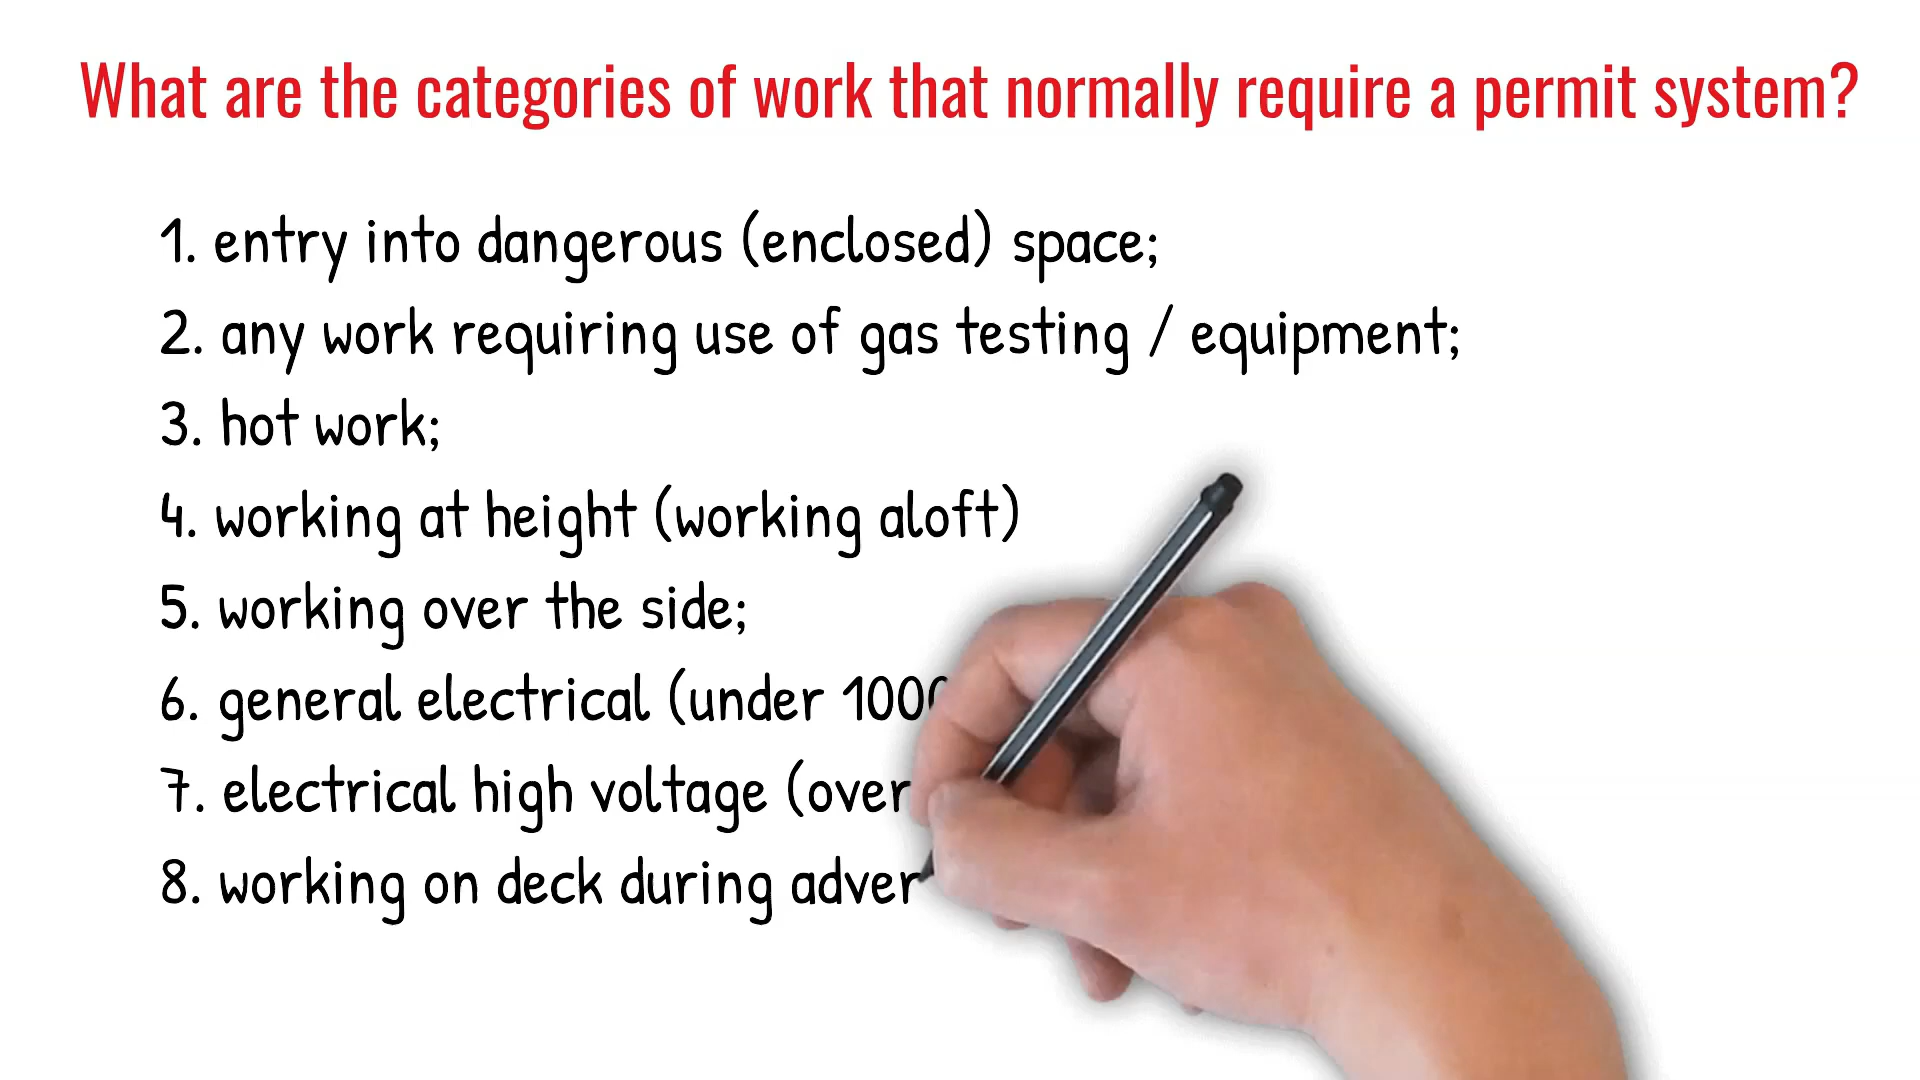 What are the categories of work that normally require a permit system?
1. entry into dangerous (enclosed) space;
2. any work requiring use of gas testing / equipment;
3. hot work;
4. working at height (working aloft)
5. working over the side;
6. general electrical (under 1000
7. electrical high voltage (over
8. working on deck during adver